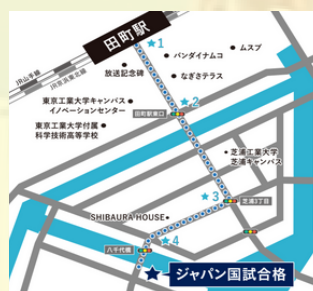 田町駅
JR山手線
JR京浜東北線
★1
ムスブ
バンダイナムコ
放送記念碑
なぎさテラス
東京工業大学キャンパス
イノベーションセンター
★2
田町駅東口
東京工業大学付属
科学技術高等学校
芝浦工業大学
芝浦キャンパス
★3
芝浦3丁目
SHIBAURA HOUSE
★4
八千代橋
★ジャパン国試合格